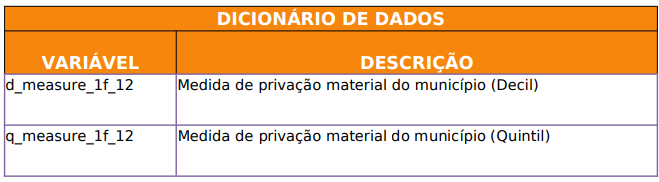 DICIONÁRIO DE DADOS
VARIÁVEL DESCRIÇÃO
d_measure_1f_12 Medida de privação material do município (Decil)
q_measure_1f_12 Medida de privação material do município (Quintil)